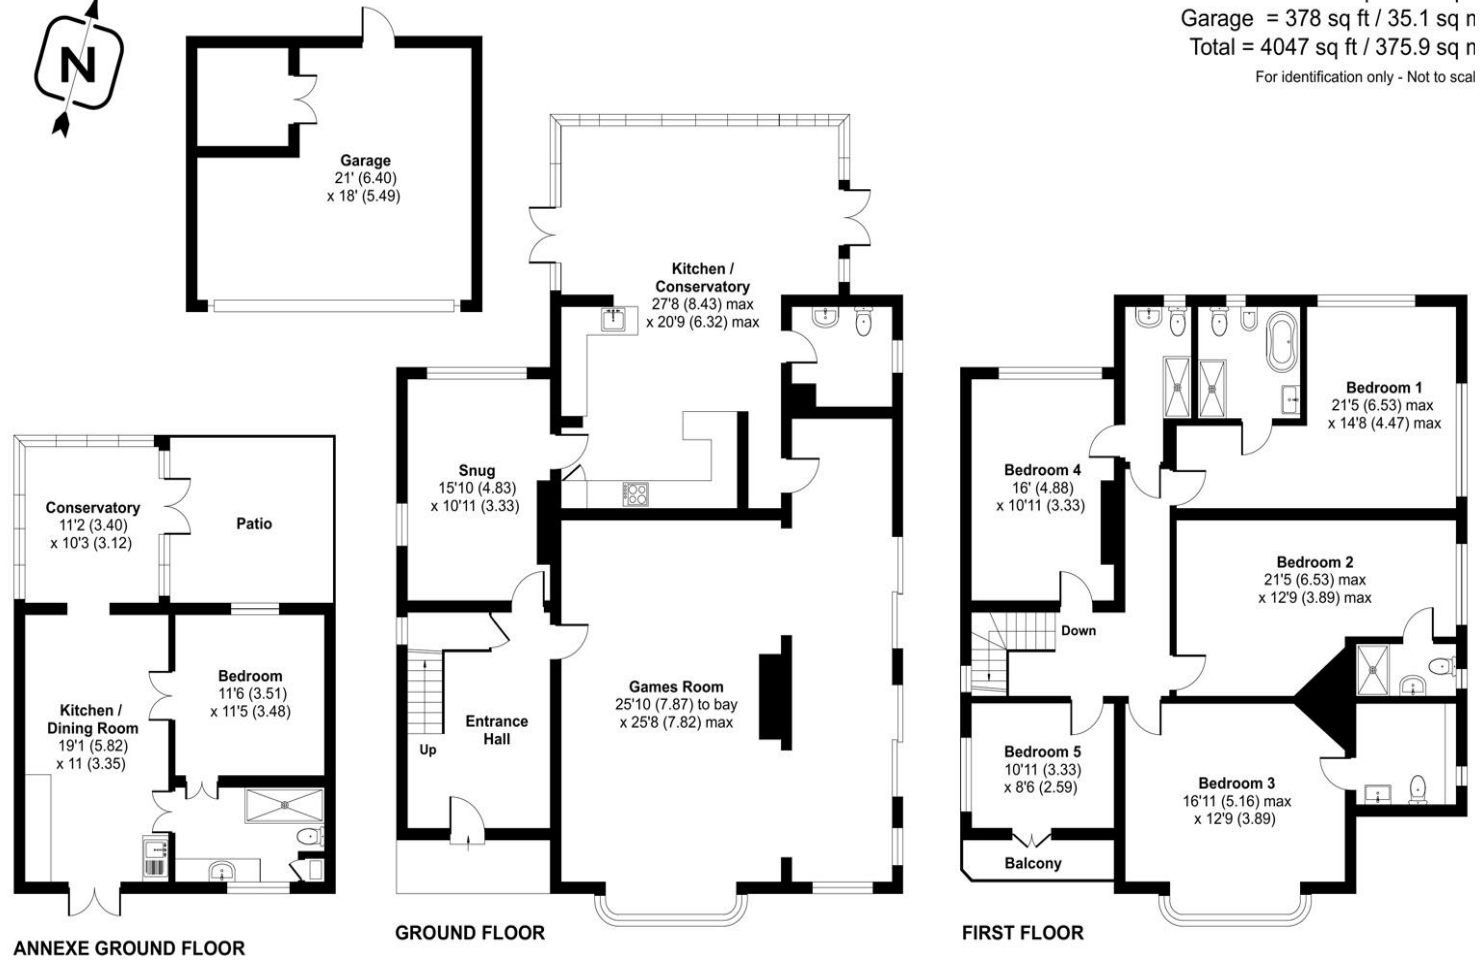 N
Garage = 378 sq ft / 35.1 sq m
Total = 4047 sq ft / 375.9 sq m
For identification only - Not to scal
Garage
21' (6.40)
x 18' (5.49)
Kitchen /
Conservatory
27'8 (8.43) max
x 20'9 (6.32) max
Snug
15'10 (4.83)
x 10'11 (3.33)
Bedroom 1
21'5 (6.53) max
x 14'8 (4.47) max
Bedroom 4
16' (4.88)
x 10'11 (3.33)
Conservatory
11'2 (3.40)
x 10'3 (3.12)
Patio
Bedroom 2
21'5 (6.53) max
x 12'9 (3.89) max
Down
Bedroom
11'6 (3.51)
x 11'5 (3.48)
Kitchen /
Dining Room
19'1 (5.82)
x 11 (3.35)
Games Room
25'10 (7.87) to bay
x 25'8 (7.82) max
Entrance
Hall
Up
Bedroom 5
10'11 (3.33)
x 8'6 (2.59)
Bedroom 3
16'11 (5.16) max
x 12'9 (3.89)
Balcony
ANNEXE GROUND FLOOR
GROUND FLOOR
FIRST FLOOR